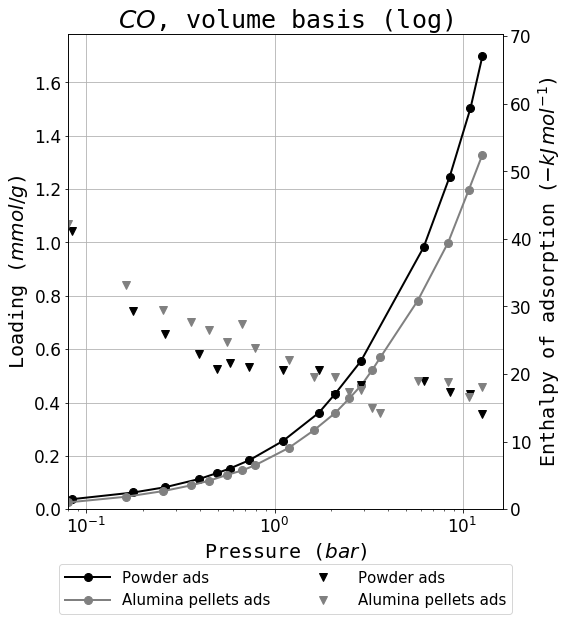 CO, volume basis (log)
Loading (mmol/g)
0.0
0.2
0.4
0.6
0.8
1.0
1.2
1.4
1.6
Enthalpy of adsorption (−kJ mol⁻¹)
0
10
20
30
40
50
60
70
10⁻¹ 10⁰ 10¹
Pressure (bar)
Powder ads Powder ads
Alumina pellets ads Alumina pellets ads